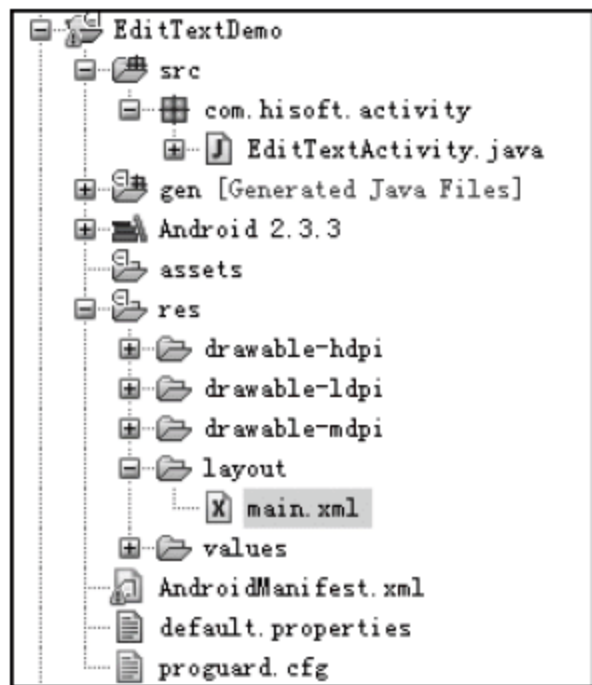 EditTextDemo
src
com.hisoft.activity
EditTextActivity.java
gen [Generated Java Files]
Android 2.3.3
assets
res
drawable-hdpi
drawable-ldpi
drawable-mdpi
layout
main.xml
values
AndroidManifest.xml
default.properties
proguard.cfg